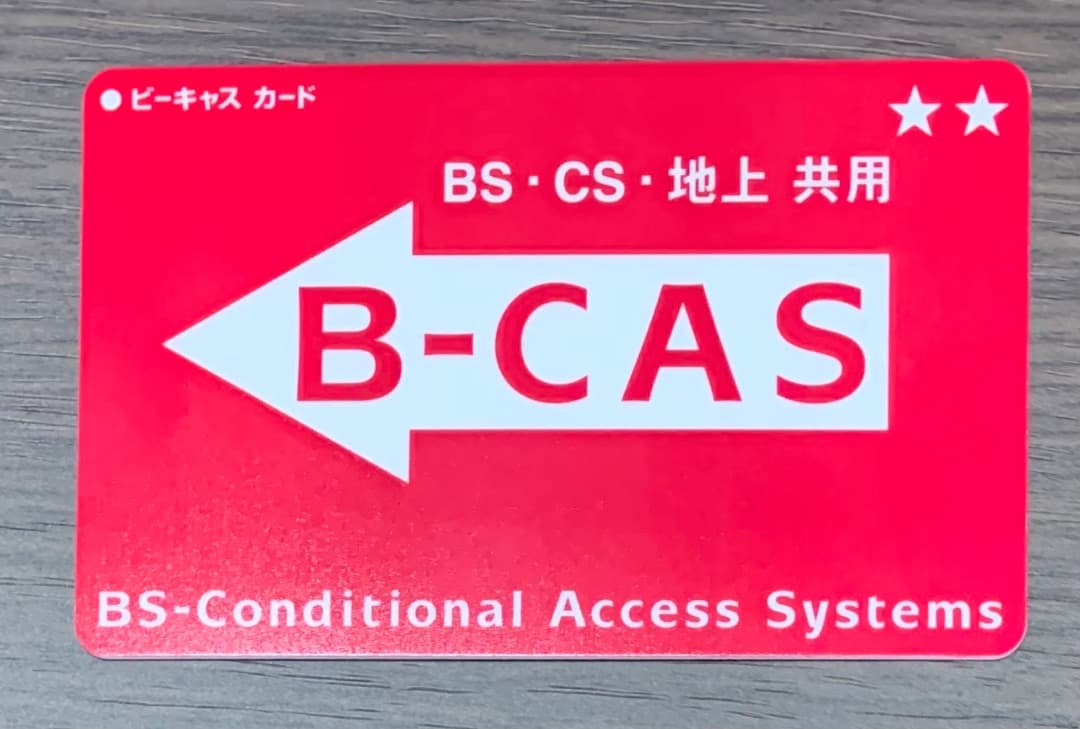 ●ビーキャス カード
★★
BS・CS・地上 共用
B-CAS
BS-Conditional Access Systems